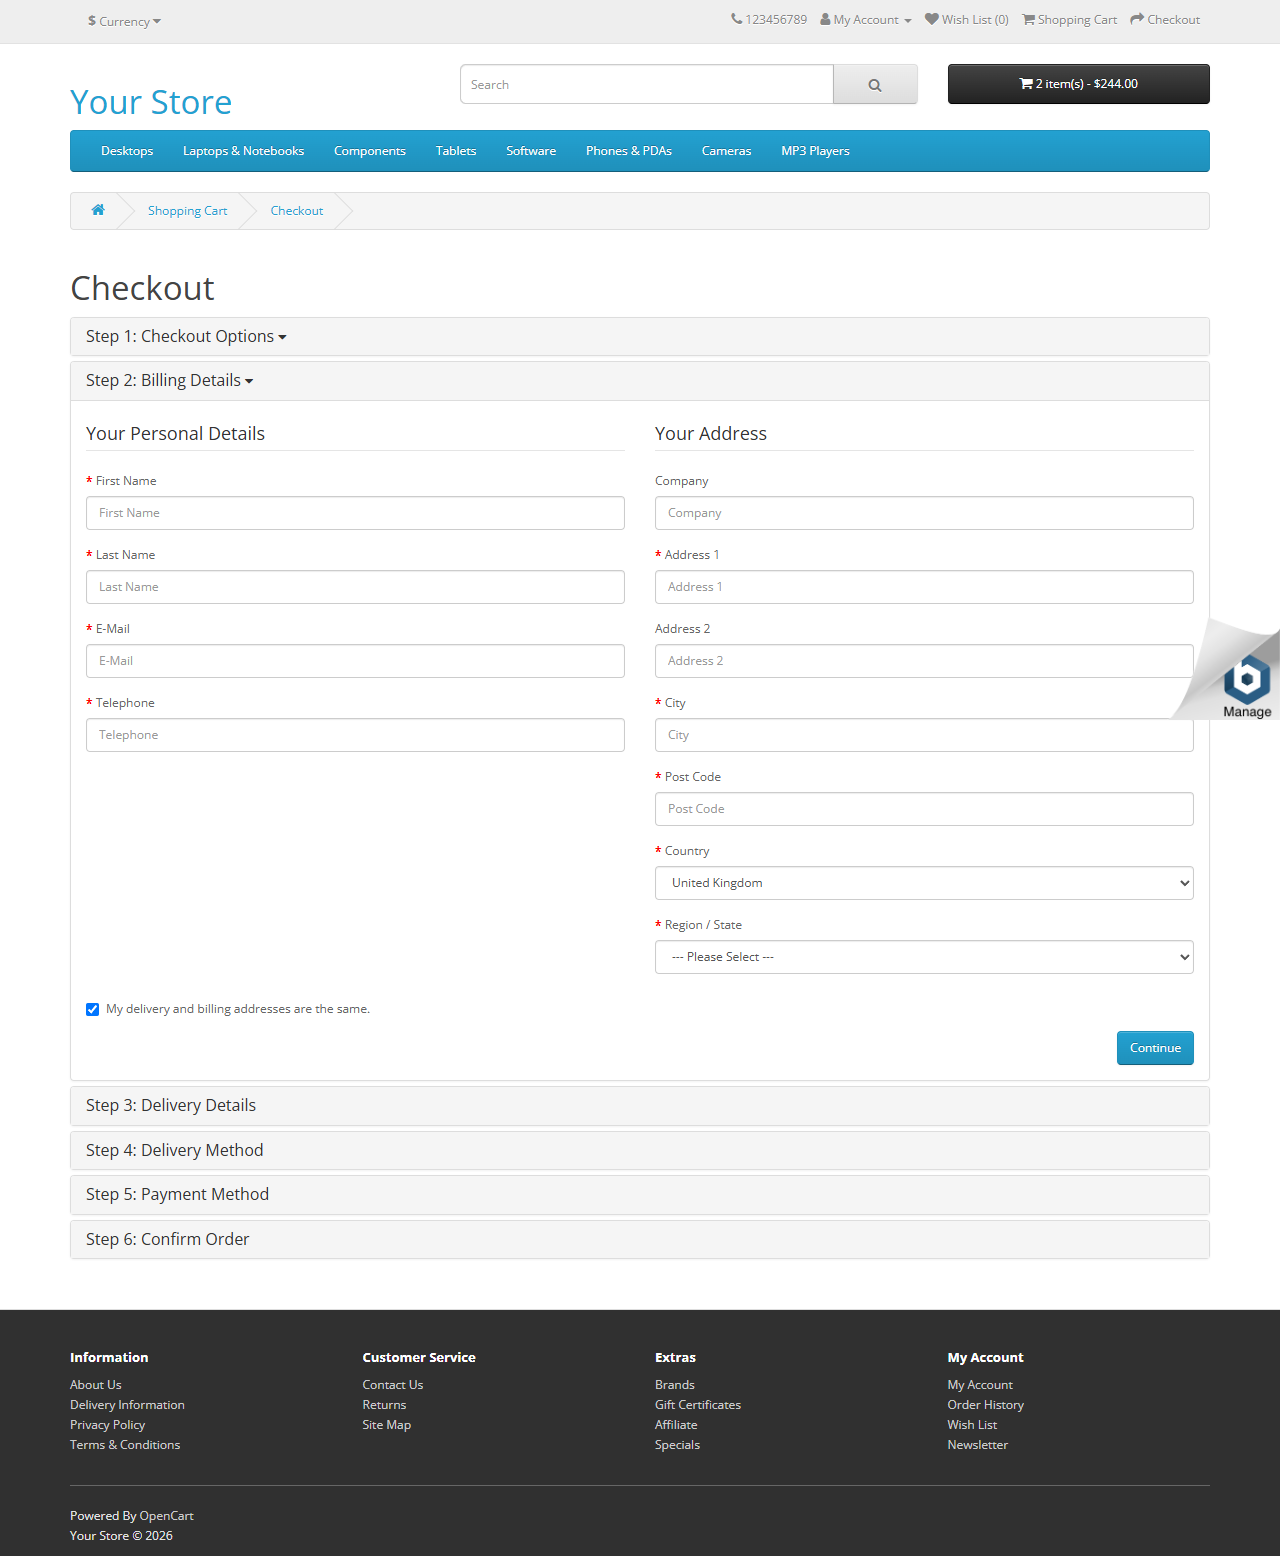 $ Currency
123456789 My Account Wish List (0) Shopping Cart Checkout
Your Store
Search
2 item(s) - $244.00
Desktops Laptops & Notebooks Components Tablets Software Phones & PDAs Cameras MP3 Players
Shopping Cart Checkout
Checkout
Step 1: Checkout Options
Step 2: Billing Details
Your Personal Details
* First Name
First Name
* Last Name
Last Name
* E-Mail
E-Mail
* Telephone
Telephone
Your Address
Company
Company
* Address 1
Address 1
Address 2
Address 2
* City
City
* Post Code
Post Code
* Country
United Kingdom
* Region / State
--- Please Select ---
Manage
My delivery and billing addresses are the same.
Continue
Step 3: Delivery Details
Step 4: Delivery Method
Step 5: Payment Method
Step 6: Confirm Order
Information
About Us
Delivery Information
Privacy Policy
Terms & Conditions
Customer Service
Contact Us
Returns
Site Map
Extras
Brands
Gift Certificates
Affiliate
Specials
My Account
My Account
Order History
Wish List
Newsletter
Powered By OpenCart
Your Store © 2026